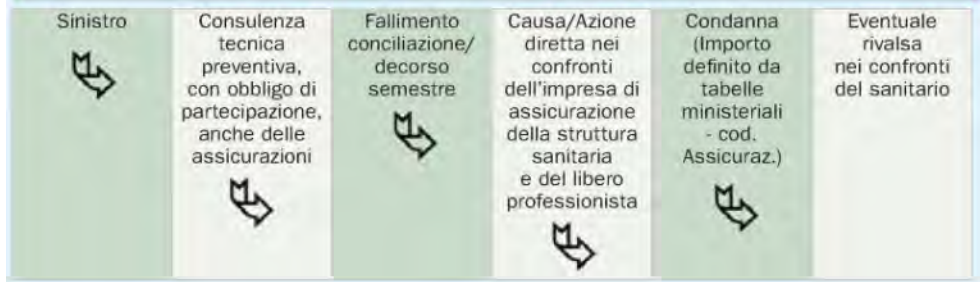 Sinistro
Consulenza
tecnica
preventiva,
con obbligo di
partecipazione,
anche delle
assicurazioni
Fallimento
conciliazione/
decorso
semestre
Causa/Azione
diretta nei
confronti
dell'impresa di
assicurazione
della struttura
sanitaria
e del libero
professionista
Condanna
(Importo
definito da
tabelle
ministeriali
- cod.
Assicuraz.)
Eventuale
rivalsa
nei confronti
del sanitario